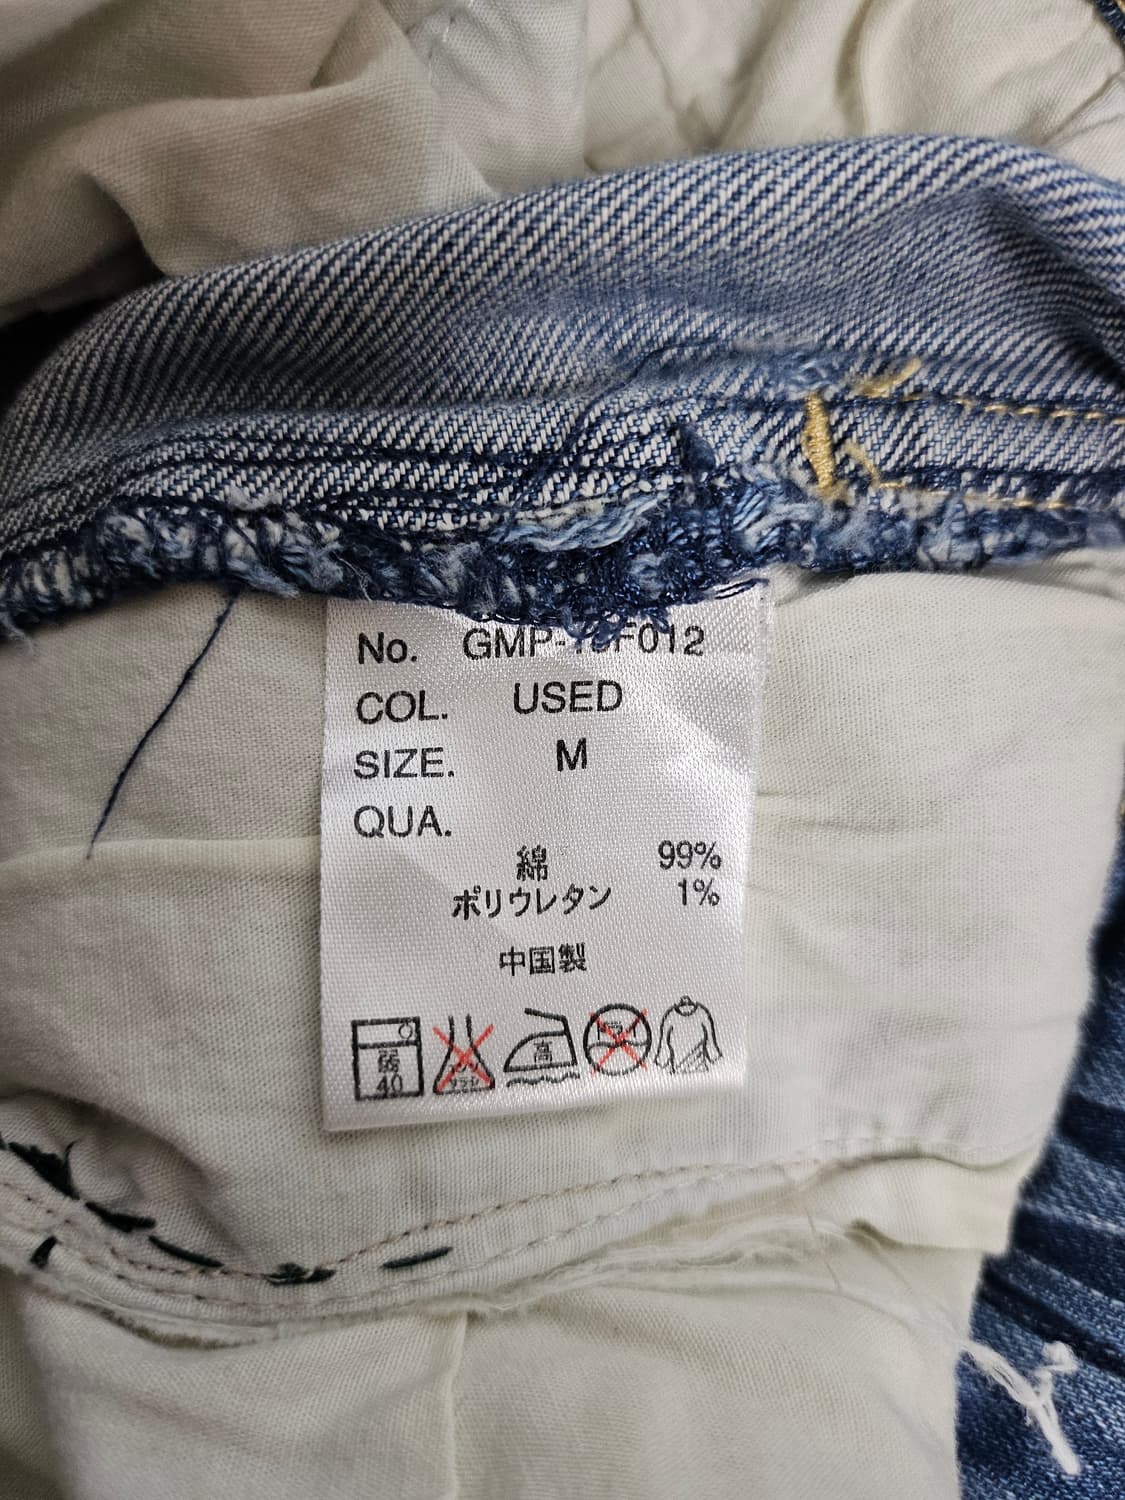 No. GMP-
COL. USED
SIZE. M
QUA.
綿 99%
ポリウレタン 1%
中国製
弱
40
高